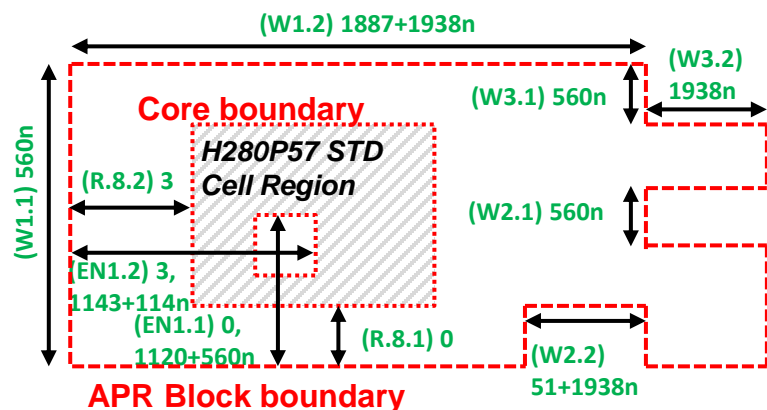 (W1.2) 1887+1938n
(W3.2)
1938n
(W3.1) 560n
Core boundary
H280P57 STD
Cell Region
(W1.1) 560n
(R.8.2) 3
(W2.1) 560n
(EN1.2) 3,
1143+114n
(EN1.1) 0,
1120+560n
(R.8.1) 0
(W2.2)
51+1938n
APR Block boundary